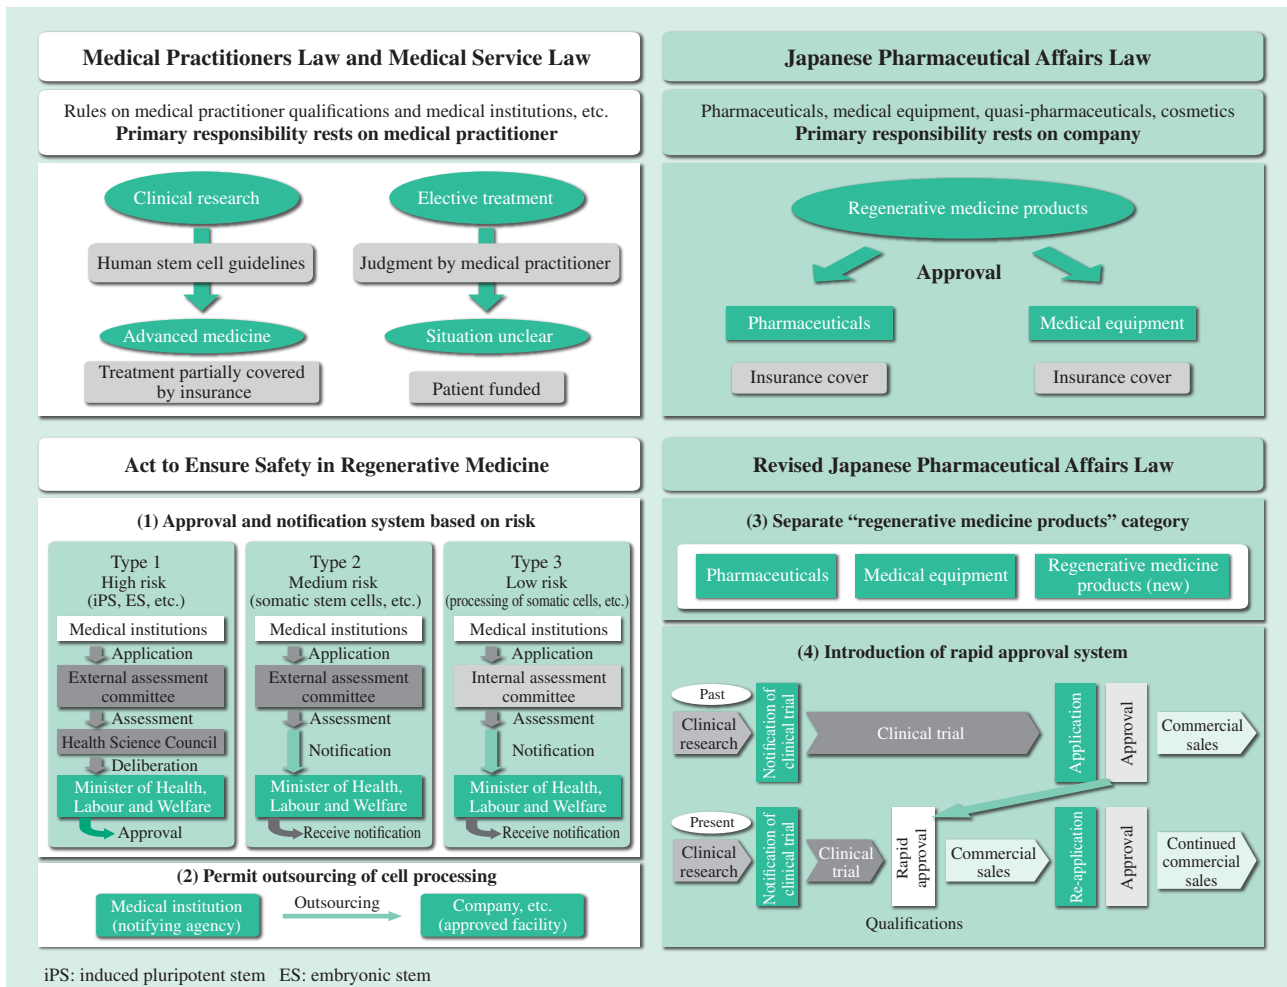 Medical Practitioners Law and Medical Service Law
Rules on medical practitioner qualifications and medical institutions, etc.
Primary responsibility rests on medical practitioner
Clinical research
Human stem cell guidelines
Advanced medicine
Treatment partially covered
by insurance
Elective treatment
Judgment by medical practitioner
Situation unclear
Patient funded
Japanese Pharmaceutical Affairs Law
Pharmaceuticals, medical equipment, quasi-pharmaceuticals, cosmetics
Primary responsibility rests on company
Regenerative medicine products
Approval
Pharmaceuticals
Medical equipment
Insurance cover
Insurance cover
Act to Ensure Safety in Regenerative Medicine
(1) Approval and notification system based on risk
Type 1
High risk
(iPS, ES, etc.)
Medical institutions
Application
External assessment
committee
Assessment
Health Science Council
Deliberation
Minister of Health,
Labour and Welfare
Approval
Type 2
Medium risk
(somatic stem cells, etc.)
Medical institutions
Application
External assessment
committee
Assessment
Notification
Minister of Health,
Labour and Welfare
Receive notification
Type 3
Low risk
(processing of somatic cells, etc.)
Medical institutions
Application
Internal assessment
committee
Assessment
Notification
Minister of Health,
Labour and Welfare
Receive notification
(2) Permit outsourcing of cell processing
Medical institution
(notifying agency)
Outsourcing
Company, etc.
(approved facility)
Revised Japanese Pharmaceutical Affairs Law
(3) Separate “regenerative medicine products” category
Pharmaceuticals
Medical equipment
Regenerative medicine
products (new)
(4) Introduction of rapid approval system
Past
Clinical
research
Notification of
clinical trial
Clinical trial
Application
Approval
Commercial
sales
Present
Clinical
research
Notification of
clinical trial
Clinical
trial
Rapid
approval
Commercial
sales
Re-application
Approval
Continued
commercial
sales
Qualifications
iPS: induced pluripotent stem ES: embryonic stem